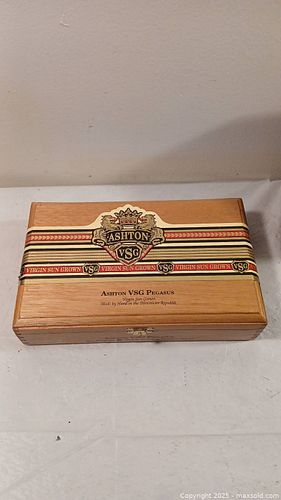 ASHTON
VSG
VIRGIN SUN GROWN VSG VIRGIN SUN GROWN VSG VIRGIN SUN GROWN VSG
ASHTON VSG PEGASUS
Virgin Sun Grown
Made by Hand in the Dominican Republic
Copyright © 2025 - maxsold.com